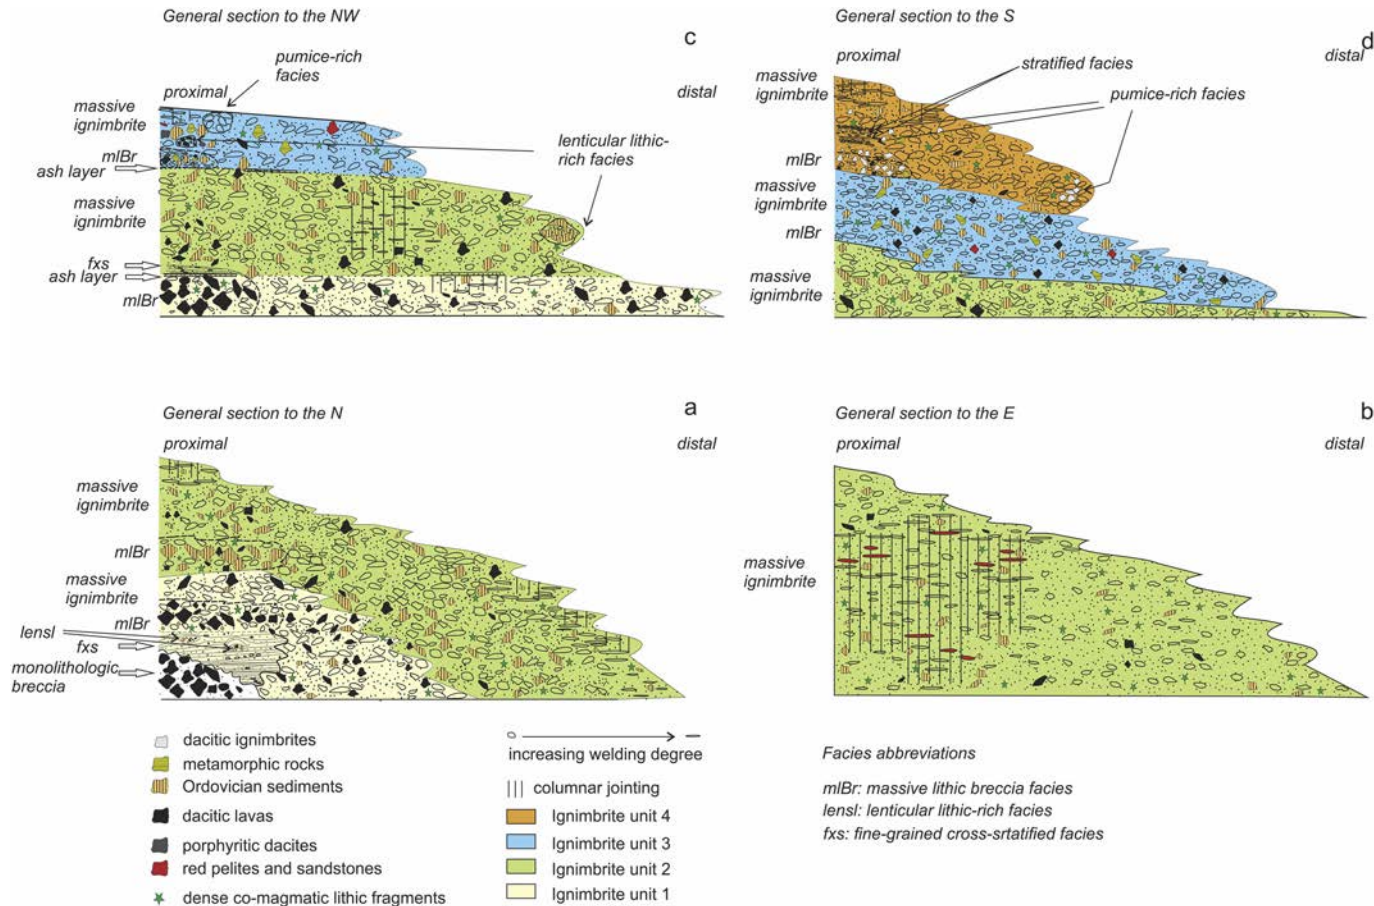 General section to the NW
c
pumice-rich
facies
proximal
distal
massive
ignimbrite
lenticular lithic-
rich facies
mlBr
ash layer
massive
ignimbrite
fxs
ash layer
mlBr
General section to the S
d
proximal
distal
stratified facies
massive
ignimbrite
pumice-rich facies
mlBr
massive
ignimbrite
mlBr
massive
ignimbrite
General section to the N
a
proximal
distal
massive
ignimbrite
mlBr
massive
ignimbrite
mlBr
lensl
fxs
monolithologic
breccia
General section to the E
b
proximal
distal
massive
ignimbrite
dacitic ignimbrites
metamorphic rocks
Ordovician sediments
dacitic lavas
porphyritic dacites
red pelites and sandstones
dense co-magmatic lithic fragments
increasing welding degree
columnar jointing
Ignimbrite unit 4
Ignimbrite unit 3
Ignimbrite unit 2
Ignimbrite unit 1
Facies abbreviations
mlBr: massive lithic breccia facies
lensl: lenticular lithic-rich facies
fxs: fine-grained cross-srtatified facies